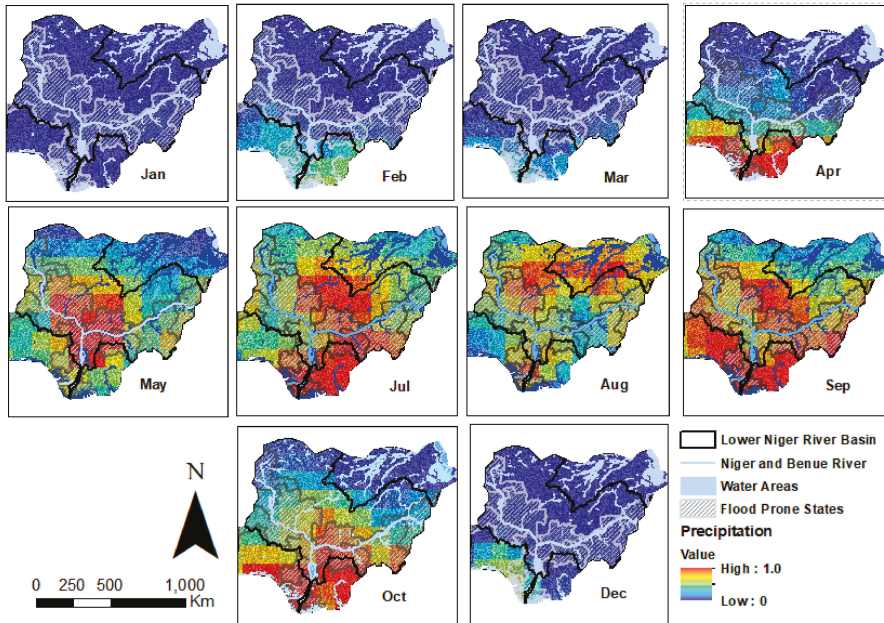 Jan
Feb
Mar
Apr
May
Jul
Aug
Sep
Oct
Dec
N
0 250 500 1,000
Km
Lower Niger River Basin
Niger and Benue River
Water Areas
Flood Prone States
Precipitation
Value
High : 1.0
Low : 0